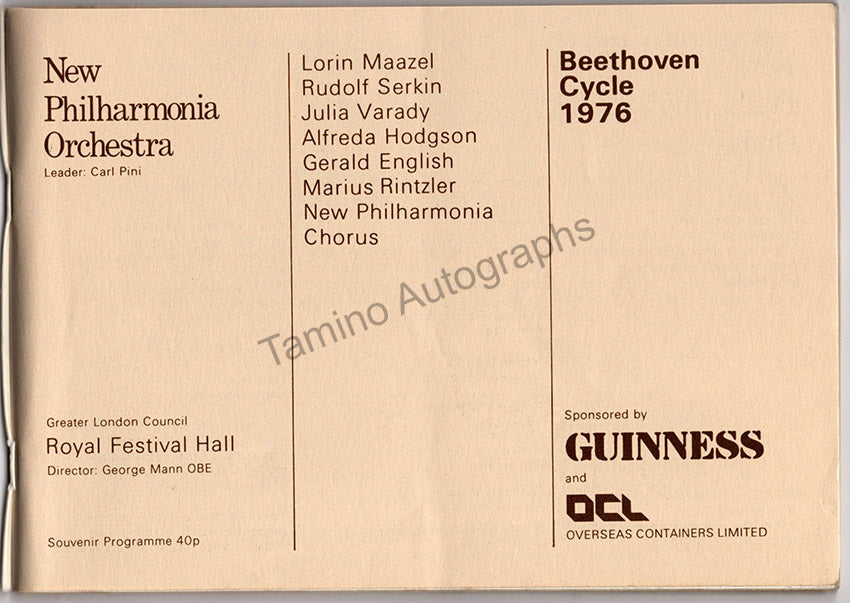 New
Philharmonia
Orchestra
Leader: Carl Pini
Greater London Council
Royal Festival Hall
Director: George Mann OBE
Souvenir Programme 40p
Lorin Maazel
Rudolf Serkin
Julia Varady
Alfreda Hodgson
Gerald English
Marius Rintzler
New Philharmonia
Chorus
Beethoven
Cycle
1976
Sponsored by
GUINNESS
and
OCL
OVERSEAS CONTAINERS LIMITED
Tamino Autographs